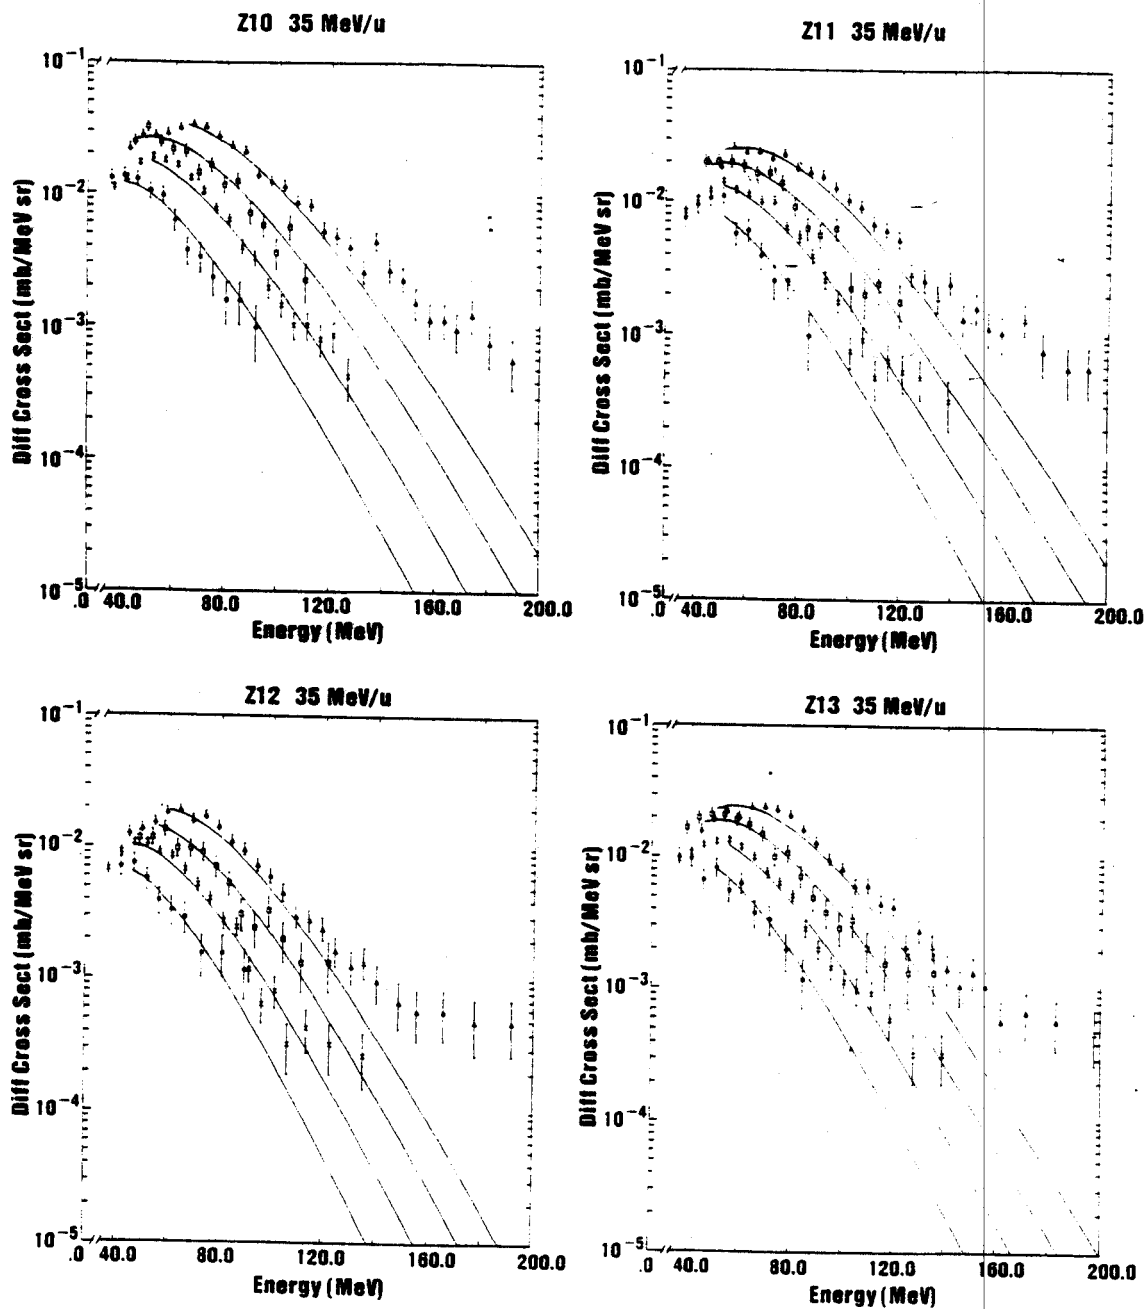 Z10 35 MeV/u
Diff Cross Sect (mb/MeV sr)
10⁻¹
10⁻²
10⁻³
10⁻⁴
10⁻⁵
.0 40.0 80.0 120.0 160.0 200.0
Energy (MeV)
Z11 35 MeV/u
Diff Cross Sect (mb/MeV sr)
10⁻¹
10⁻²
10⁻³
10⁻⁴
10⁻⁵
.0 40.0 80.0 120.0 160.0 200.0
Energy (MeV)
Z12 35 MeV/u
Diff Cross Sect (mb/MeV sr)
10⁻¹
10⁻²
10⁻³
10⁻⁴
10⁻⁵
.0 40.0 80.0 120.0 160.0 200.0
Energy (MeV)
Z13 35 MeV/u
Diff Cross Sect (mb/MeV sr)
10⁻¹
10⁻²
10⁻³
10⁻⁴
10⁻⁵
.0 40.0 80.0 120.0 160.0 200.0
Energy (MeV)